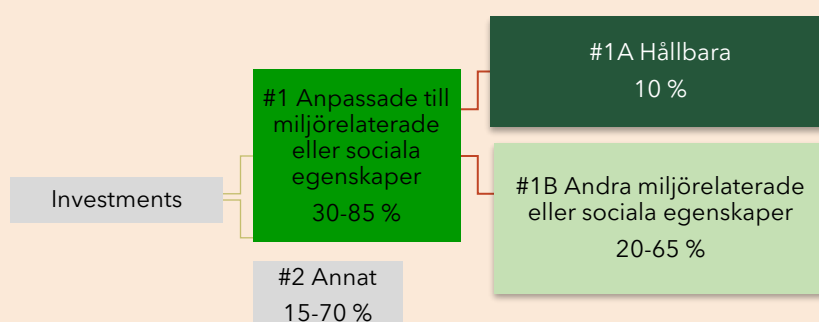 Investments
#1 Anpassade till
miljörelaterade
eller sociala
egenskaper
30-85 %
#1A Hållbara
10 %
#1B Andra miljörelaterade
eller sociala egenskaper
20-65 %
#2 Annat
15-70 %